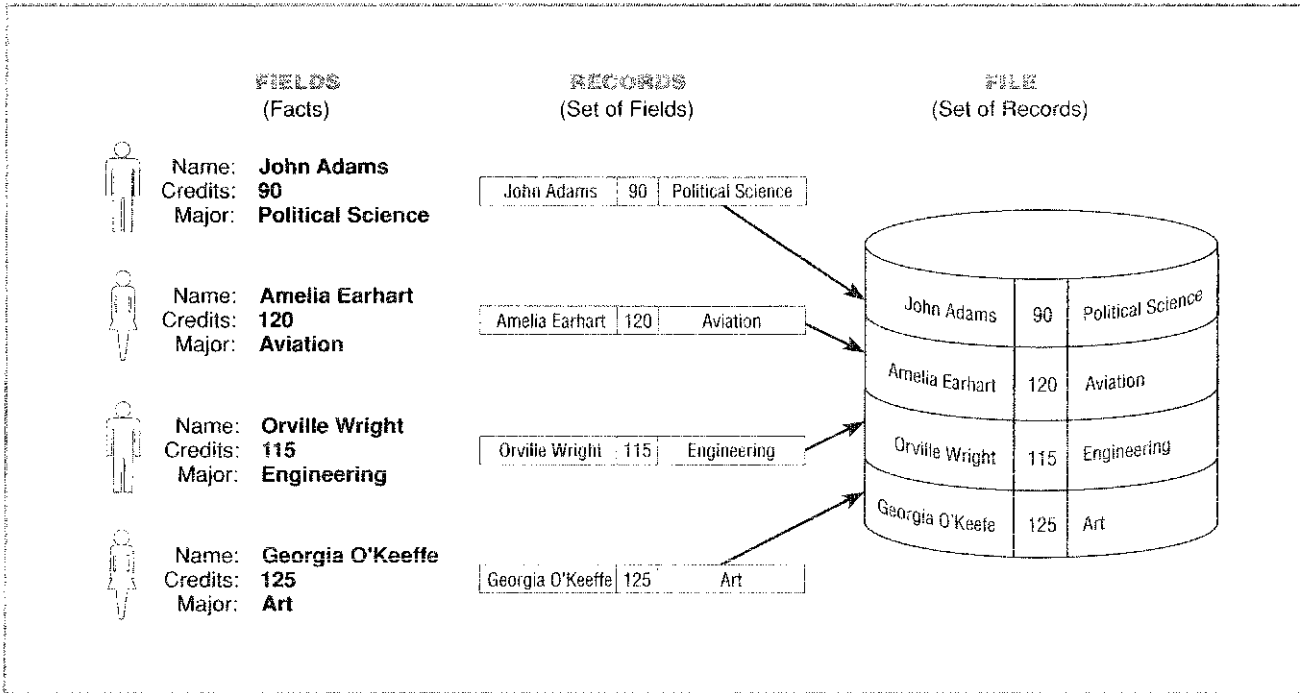 FIELDS
(Facts)
RECORDS
(Set of Fields)
FILE
(Set of Records)
Name: John Adams
Credits: 90
Major: Political Science
Name: Amelia Earhart
Credits: 120
Major: Aviation
Name: Orville Wright
Credits: 115
Major: Engineering
Name: Georgia O'Keeffe
Credits: 125
Major: Art
John Adams 90 Political Science
Amelia Earhart 120 Aviation
Orville Wright 115 Engineering
Georgia O'Keeffe 125 Art
John Adams 90 Political Science
Amelia Earhart 120 Aviation
Orville Wright 115 Engineering
Georgia O'Keefe 125 Art